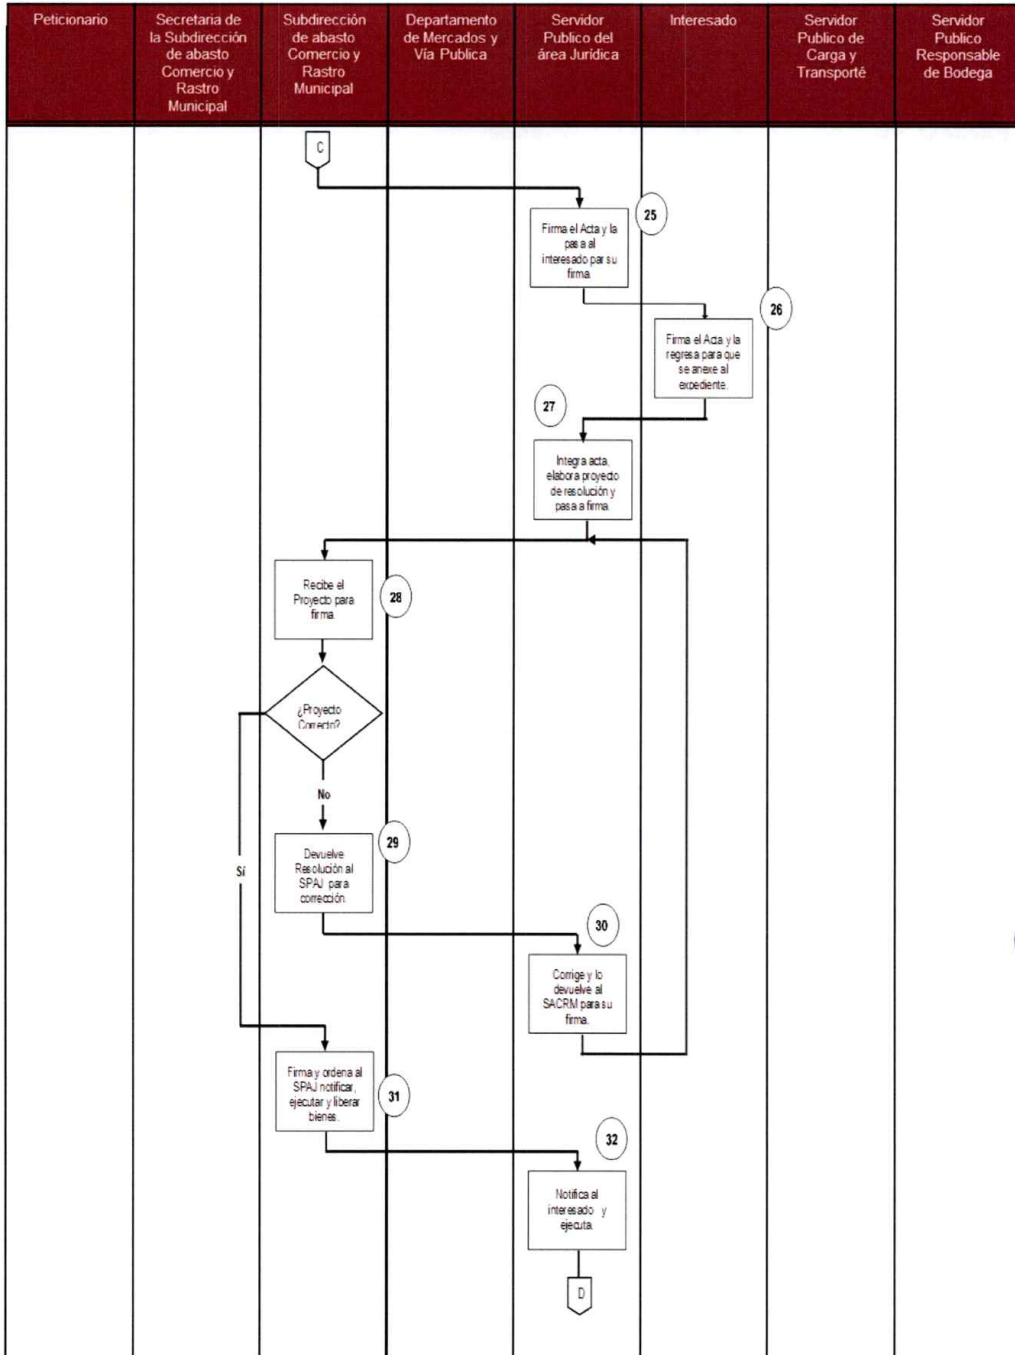 Peticionario
Secretaria de
la Subdirección
de abasto
Comercio y
Rastro
Municipal
Subdirección
de abasto
Comercio y
Rastro
Municipal
Departamento
de Mercados y
Vía Publica
Servidor
Publico del
área Jurídica
Interesado
Servidor
Publico de
Carga y
Transporté
Servidor
Publico
Responsable
de Bodega
C
25
Firma el Acta y la
pasa al
interesado par su
firma.
26
Firma el Acta y la
regresa para que
se anexe al
expediente.
27
Integra acta,
elabora proyecto
de resolución y
pasa a firma.
Recibe el
Proyecto para
firma.
28
¿Proyecto
Correcto?
No
Sí
29
Devuelve
Resolución al
SPAJ para
corrección.
30
Corrige y lo
devuelve al
SACRM para su
firma.
Firma y ordena al
SPAJ notificar,
ejecutar y liberar
bienes.
31
32
Notifica al
interesado y
ejecuta.
D